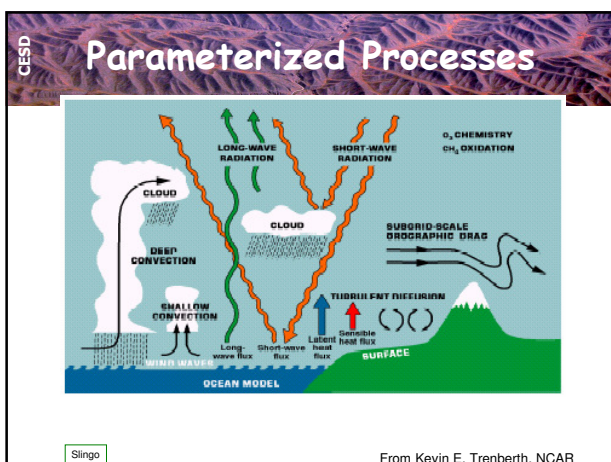 CESD
Parameterized Processes
LONG-WAVE
RADIATION
SHORT-WAVE
RADIATION
O₃ CHEMISTRY
CH₄ OXIDATION
CLOUD
CLOUD
DEEP
CONVECTION
SUBGRID-SCALE
OROGRAPHIC DRAG
SHALLOW
CONVECTION
TURBULENT DIFFUSION
Long-
wave flux
Short-wave
flux
Latent
heat
flux
Sensible
heat flux
SURFACE
WIND WAVES
OCEAN MODEL
Slingo
From Kevin E. Trenberth, NCAR